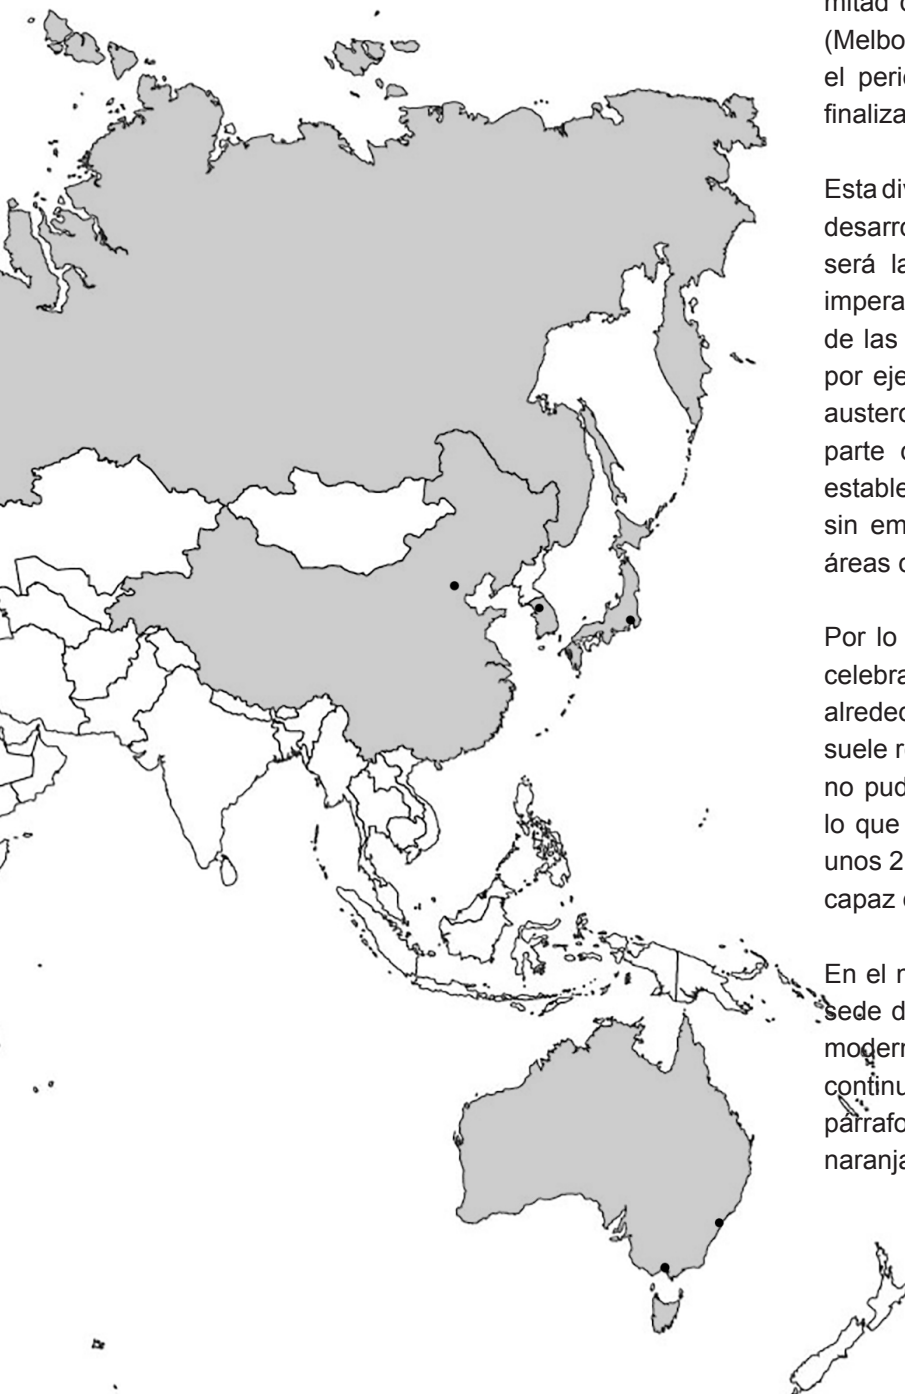 mitad
(Melbo
el peri
finaliza
Esta div
desarro
será la
impera
de las
por eje
austero
parte
estable
sin em
áreas
Por lo
celebra
alreded
suele r
no pud
lo que
unos 2
capaz
En el
sede d
modern
continu
párrafo
naranja